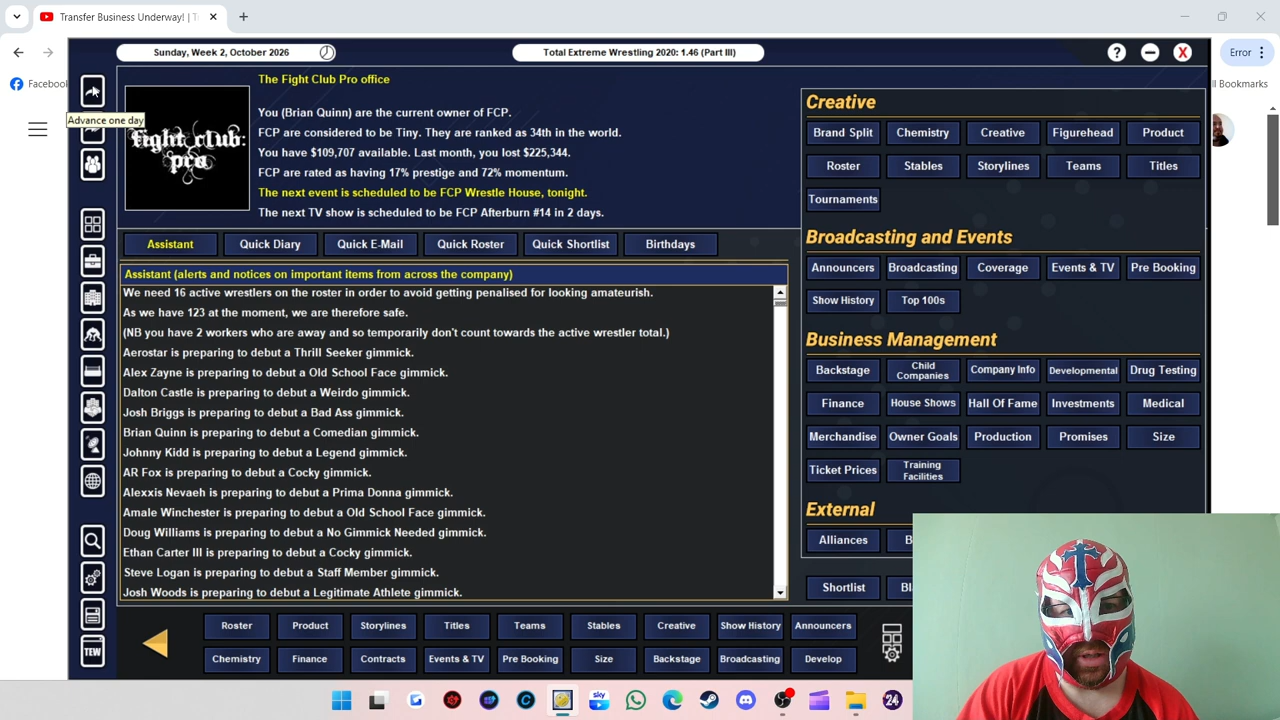 Transfer Business Underway! | T
Error
Facebook
ll Bookmarks
Sunday, Week 2, October 2026
Total Extreme Wrestling 2020: 1.46 (Part III)
?
X
Advance one day
TEW
fight club:
pro
The Fight Club Pro office
You (Brian Quinn) are the current owner of FCP.
FCP are considered to be Tiny. They are ranked as 34th in the world.
You have $109,707 available. Last month, you lost $225,344.
FCP are rated as having 17% prestige and 72% momentum.
The next event is scheduled to be FCP Wrestle House, tonight.
The next TV show is scheduled to be FCP Afterburn #14 in 2 days.
Assistant Quick Diary Quick E-Mail Quick Roster Quick Shortlist Birthdays
Assistant (alerts and notices on important items from across the company)
We need 16 active wrestlers on the roster in order to avoid getting penalised for looking amateurish.
As we have 123 at the moment, we are therefore safe.
(NB you have 2 workers who are away and so temporarily don't count towards the active wrestler total.)
Aerostar is preparing to debut a Thrill Seeker gimmick.
Alex Zayne is preparing to debut a Old School Face gimmick.
Dalton Castle is preparing to debut a Weirdo gimmick.
Josh Briggs is preparing to debut a Bad Ass gimmick.
Brian Quinn is preparing to debut a Comedian gimmick.
Johnny Kidd is preparing to debut a Legend gimmick.
AR Fox is preparing to debut a Cocky gimmick.
Alexxis Nevaeh is preparing to debut a Prima Donna gimmick.
Amale Winchester is preparing to debut a Old School Face gimmick.
Doug Williams is preparing to debut a No Gimmick Needed gimmick.
Ethan Carter III is preparing to debut a Cocky gimmick.
Steve Logan is preparing to debut a Staff Member gimmick.
Josh Woods is preparing to debut a Legitimate Athlete gimmick.
Creative
Brand Split Chemistry Creative Figurehead Product
Roster Stables Storylines Teams Titles
Tournaments
Broadcasting and Events
Announcers Broadcasting Coverage Events & TV Pre Booking
Show History Top 100s
Business Management
Backstage Child Companies Company Info Developmental Drug Testing
Finance House Shows Hall Of Fame Investments Medical
Merchandise Owner Goals Production Promises Size
Ticket Prices Training Facilities
External
Alliances B
Shortlist Bl
Roster Product Storylines Titles Teams Stables Creative Show History Announcers
Chemistry Finance Contracts Events & TV Pre Booking Size Backstage Broadcasting Develop
sky
24